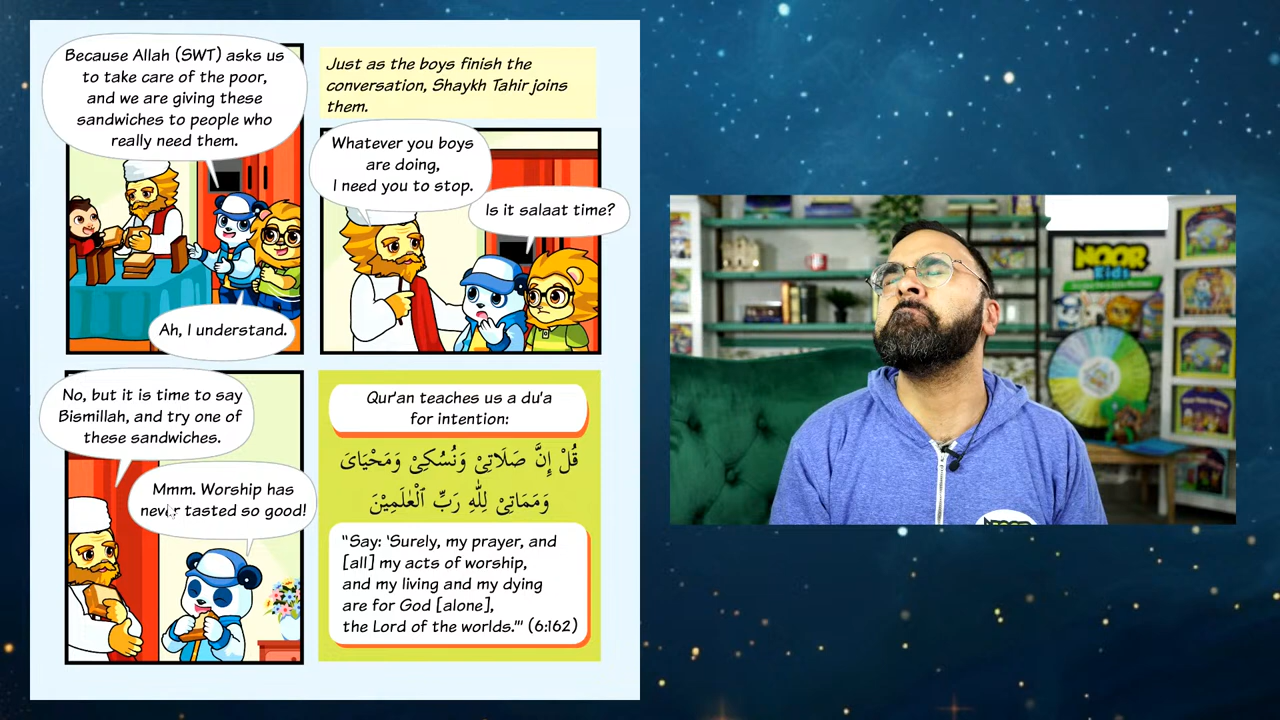 Because Allah (SWT) asks us
to take care of the poor,
and we are giving these
sandwiches to people who
really need them.
Ah, I understand.
Just as the boys finish the
conversation, Shaykh Tahir joins
them.
Whatever you boys
are doing,
I need you to stop.
Is it salaat time?
No, but it is time to say
Bismillah, and try one of
these sandwiches.
Mmm. Worship has
never tasted so good!
Qur'an teaches us a du'a
for intention:
قُلْ إِنَّ صَلَاتِيْ وَنُسُكِيْ وَمَحْيَايَ
وَمَمَاتِيْ لِلّٰهِ رَبِّ الْعٰلَمِيْنَ
"Say: 'Surely, my prayer, and
[all] my acts of worship,
and my living and my dying
are for God [alone],
the Lord of the worlds.'" (6:162)
NOOR
Kids